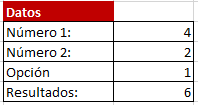 Datos
Número 1: 4
Número 2: 2
Opción 1
Resultados: 6